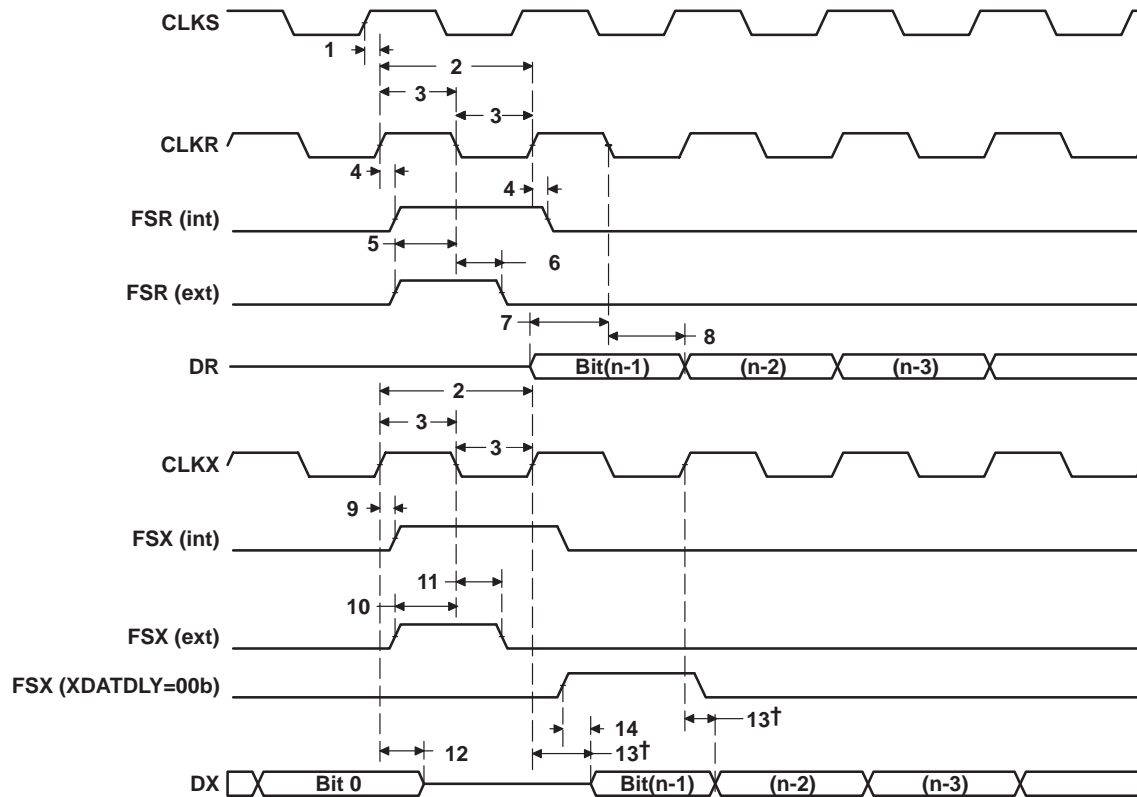 CLKS
1
2
3
3
CLKR
4
4
FSR (int)
5
6
FSR (ext)
7
8
DR
Bit(n-1)
(n-2)
(n-3)
2
3
3
CLKX
9
FSX (int)
11
10
FSX (ext)
FSX (XDATDLY=00b)
14
13†
12
13†
DX
Bit 0
Bit(n-1)
(n-2)
(n-3)